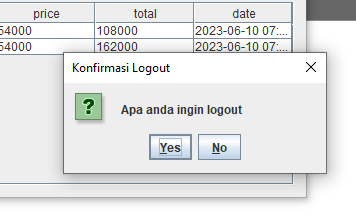 price total date
54000 108000 2023-06-10 07:...
54000 162000 2023-06-10 07:...
Konfirmasi Logout
Apa anda ingin logout
Yes No